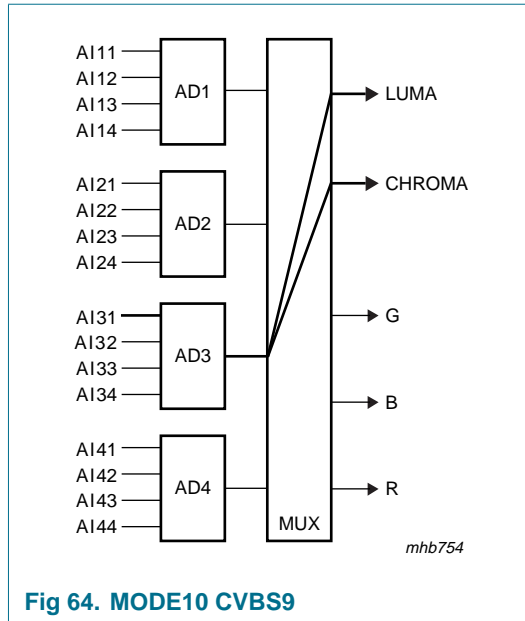 AI11
AI12
AI13
AI14
AD1
AI21
AI22
AI23
AI24
AD2
AI31
AI32
AI33
AI34
AD3
AI41
AI42
AI43
AI44
AD4
MUX
LUMA
CHROMA
G
B
R
mhb754
Fig 64. MODE10 CVBS9